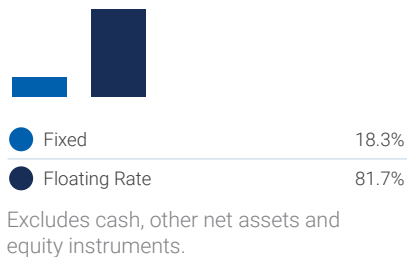 Fixed 18.3%
Floating Rate 81.7%
Excludes cash, other net assets and
equity instruments.